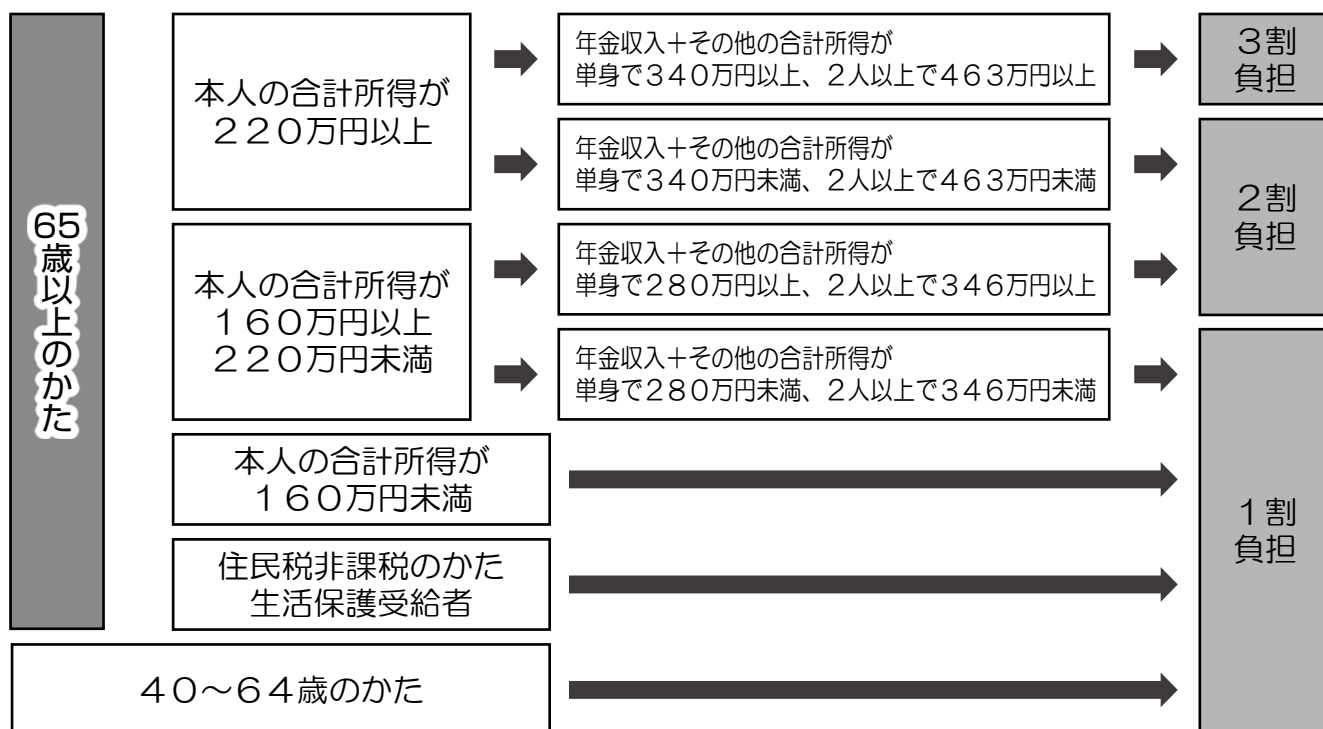 65歳以上のかた
本人の合計所得が
２２０万円以上
年金収入＋その他の合計所得が
単身で３４０万円以上、２人以上で４６３万円以上
３割
負担
年金収入＋その他の合計所得が
単身で３４０万円未満、２人以上で４６３万円未満
２割
負担
本人の合計所得が
１６０万円以上
２２０万円未満
年金収入＋その他の合計所得が
単身で２８０万円以上、２人以上で３４６万円以上
年金収入＋その他の合計所得が
単身で２８０万円未満、２人以上で３４６万円未満
１割
負担
本人の合計所得が
１６０万円未満
住民税非課税のかた
生活保護受給者
４０～６４歳のかた